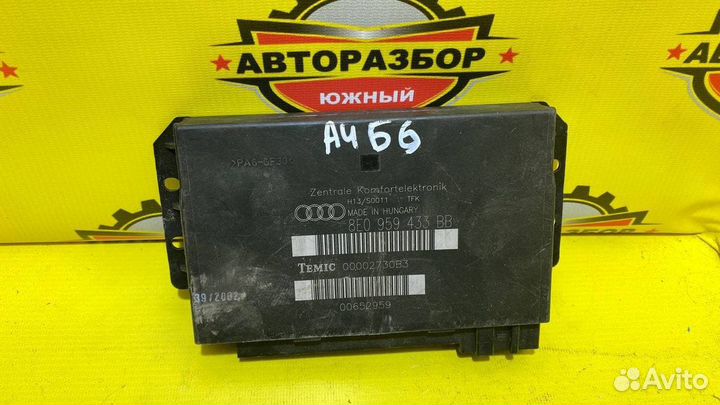 АВТОРАЗБОР
ЮЖНЫЙ
А4 Б6
>PA6-GF30<
Zentrale Komfortelektronik
H13/S0011 TFK
MADE IN HUNGARY
8E0 959 433 BB
TEMIC 00002730B3
39/2002
00652959
Avito